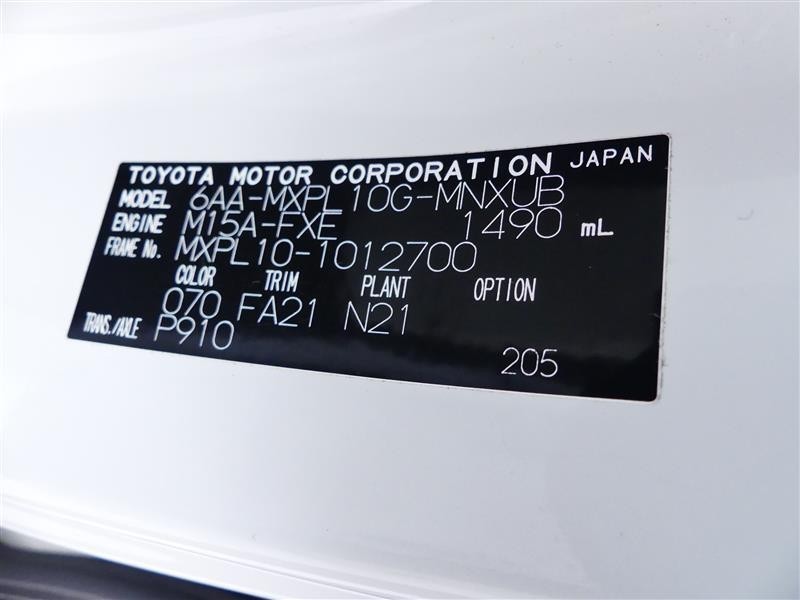 TOYOTA MOTOR CORPORATION JAPAN
MODEL 6AA-MXPL10G-MNXUB
ENGINE M15A-FXE 1490 mL
FRAME No. MXPL10-1012700
COLOR TRIM PLANT OPTION
070 FA21 N21
TRANS./AXLE P910
205